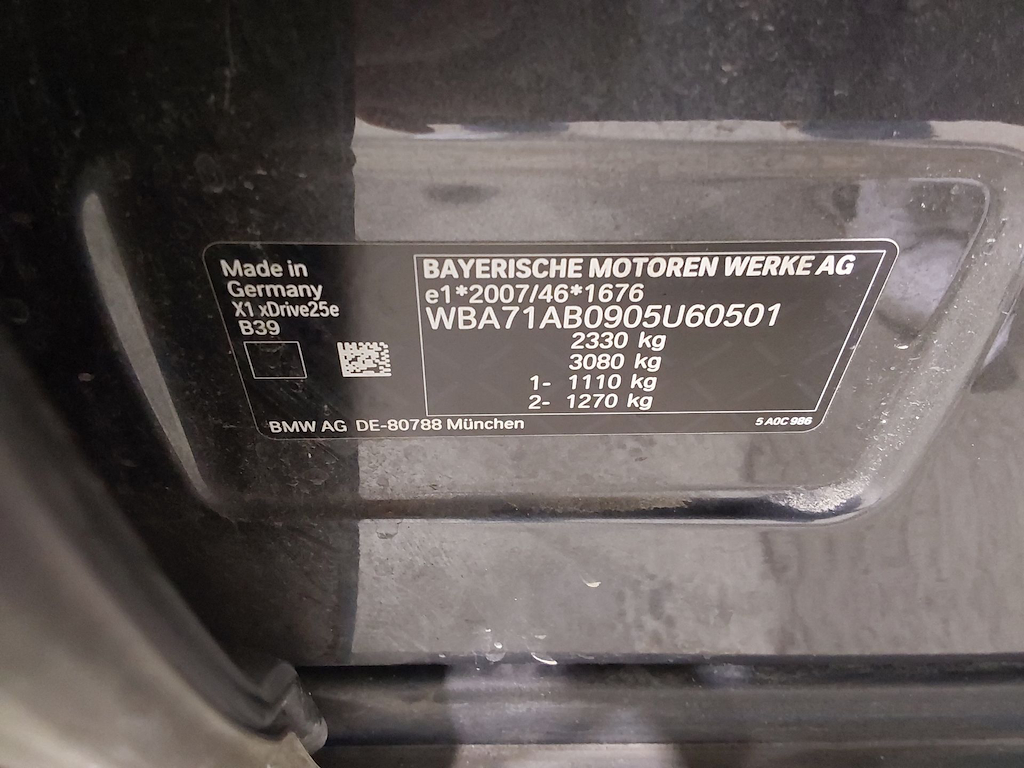 Made in
Germany
X1 xDrive25e
B39
BAYERISCHE MOTOREN WERKE AG
e1*2007/46*1676
WBA71AB0905U60501
2330 kg
3080 kg
1- 1110 kg
2- 1270 kg
BMW AG DE-80788 München
5 A0C 986